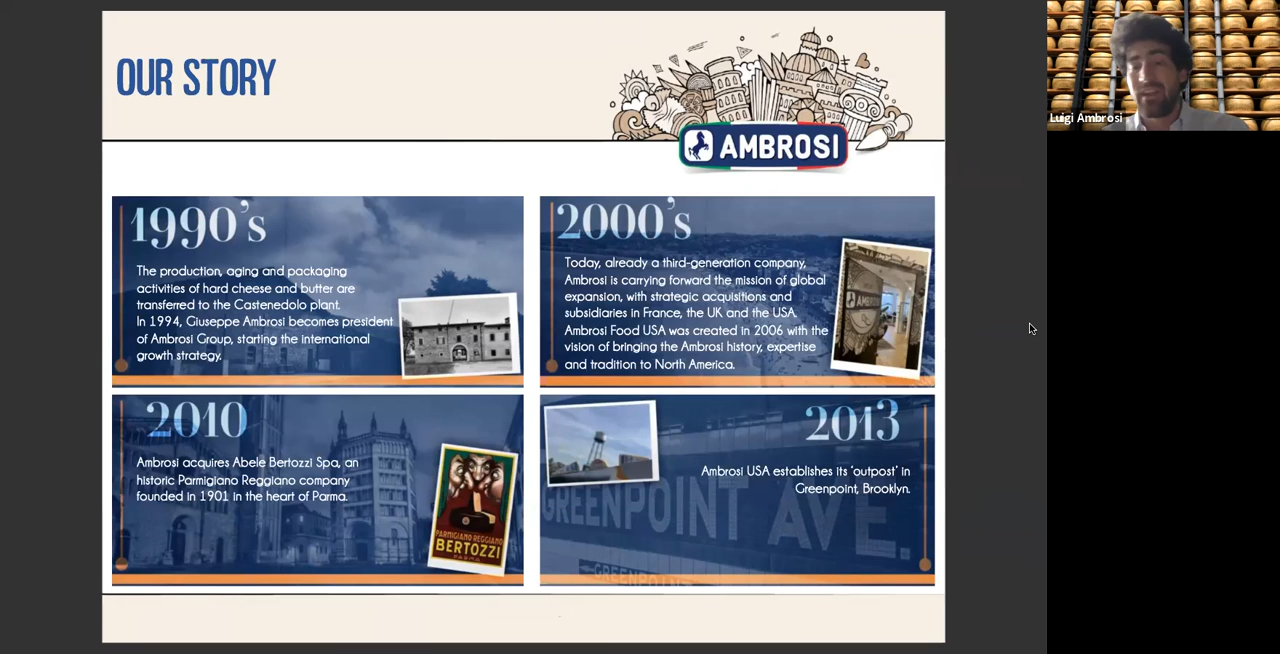 OUR STORY
AMBROSI
Luigi Ambrosi
1990's
The production, aging and packaging
activities of hard cheese and butter are
transferred to the Castenedolo plant.
In 1994, Giuseppe Ambrosi becomes president
of Ambrosi Group, starting the international
growth strategy.
2000's
Today, already a third-generation company,
Ambrosi is carrying forward the mission of global
expansion, with strategic acquisitions and
subsidiaries in France, the UK and the USA.
Ambrosi Food USA was created in 2006 with the
vision of bringing the Ambrosi history, expertise
and tradition to North America.
AMBROSI
2010
Ambrosi acquires Abele Bertozzi Spa, an
historic Parmigiano Reggiano company
founded in 1901 in the heart of Parma.
PARMIGIANO REGGIANO
BERTOZZI
PARMA
2013
Ambrosi USA establishes its 'outpost' in
Greenpoint, Brooklyn.
GREENPOINT AVE.
GREENPOINT